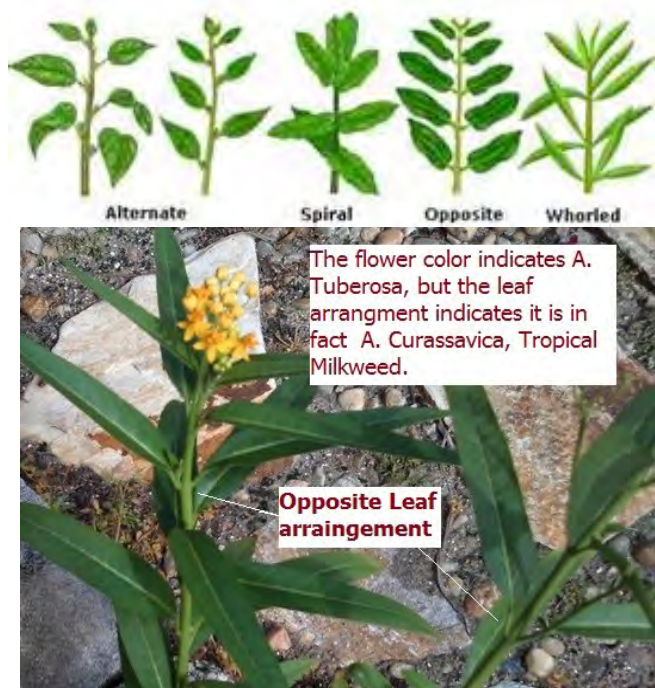 Alternate Spiral Opposite Whorled
The flower color indicates A.
Tuberosa, but the leaf
arrangment indicates it is in
fact A. Curassavica, Tropical
Milkweed.
Opposite Leaf
arraingement